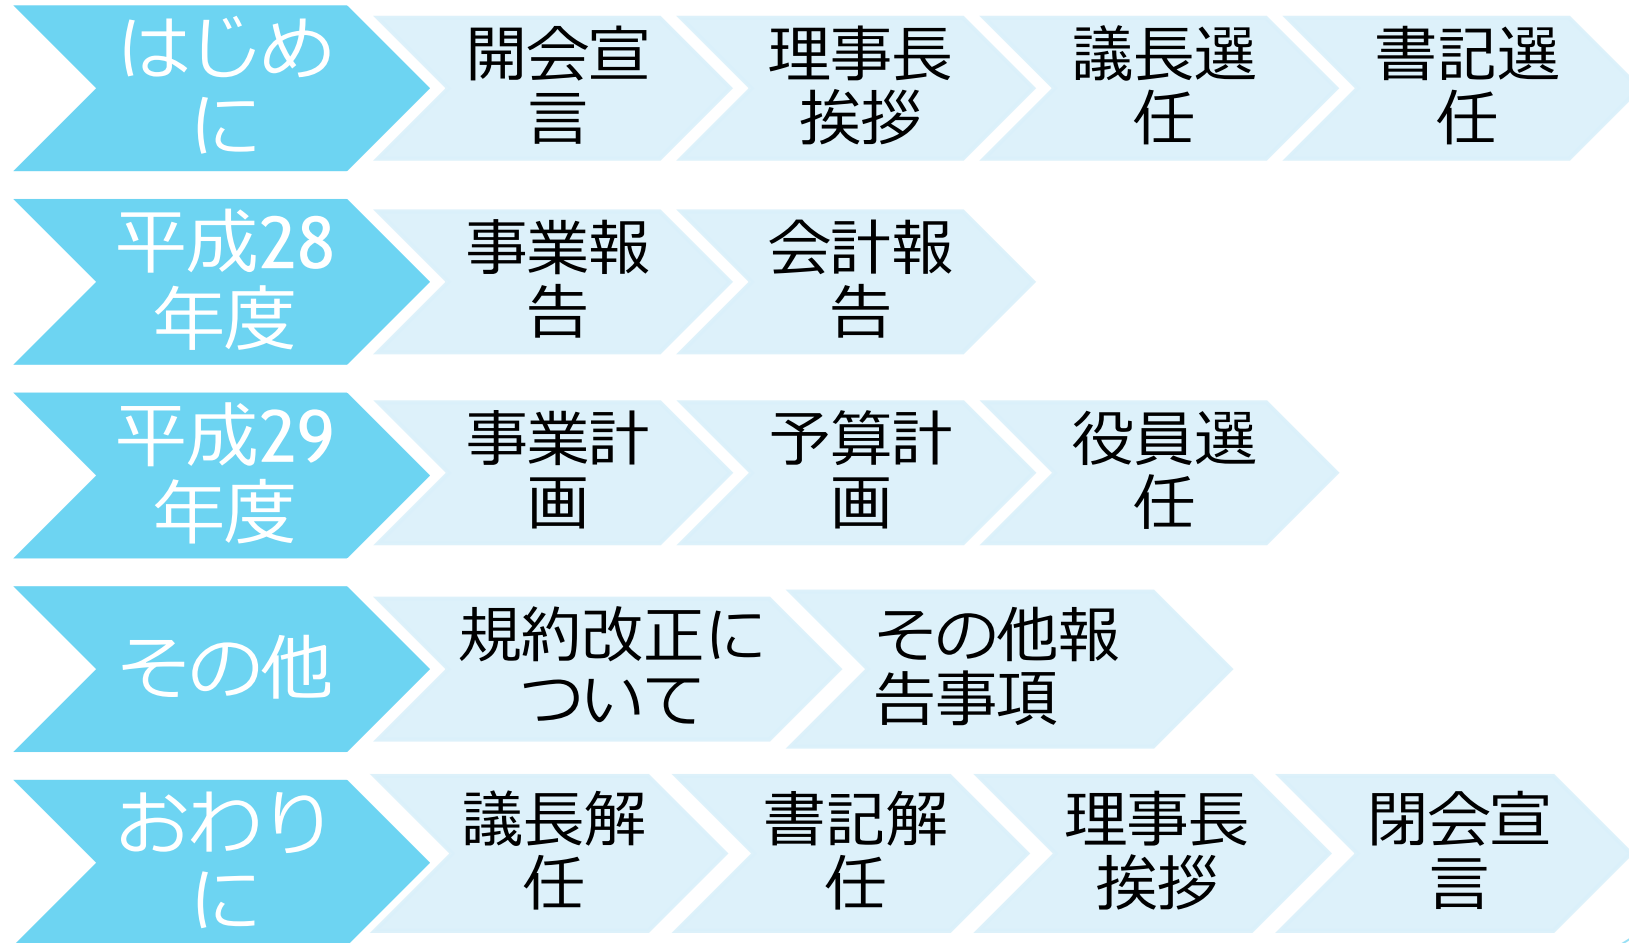 はじめ
に
開会宣
言
理事長
挨拶
議長選
任
書記選
任
平成28
年度
事業報
告
会計報
告
平成29
年度
事業計
画
予算計
画
役員選
任
その他
規約改正に
ついて
その他報
告事項
おわり
に
議長解
任
書記解
任
理事長
挨拶
閉会宣
言